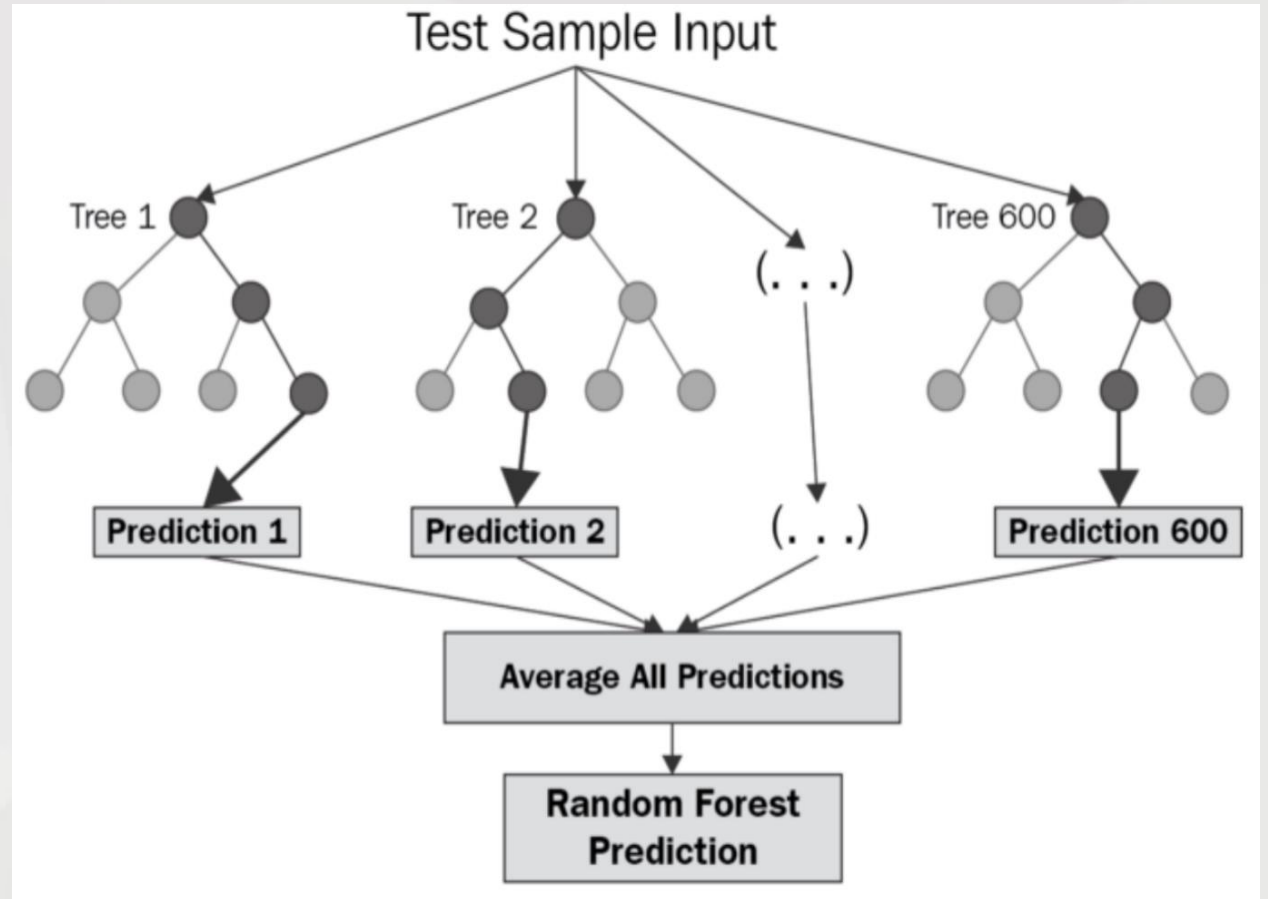 Test Sample Input
Tree 1
Tree 2
Tree 600
(. . .)
Prediction 1
Prediction 2
(. . .)
Prediction 600
Average All Predictions
Random Forest
Prediction